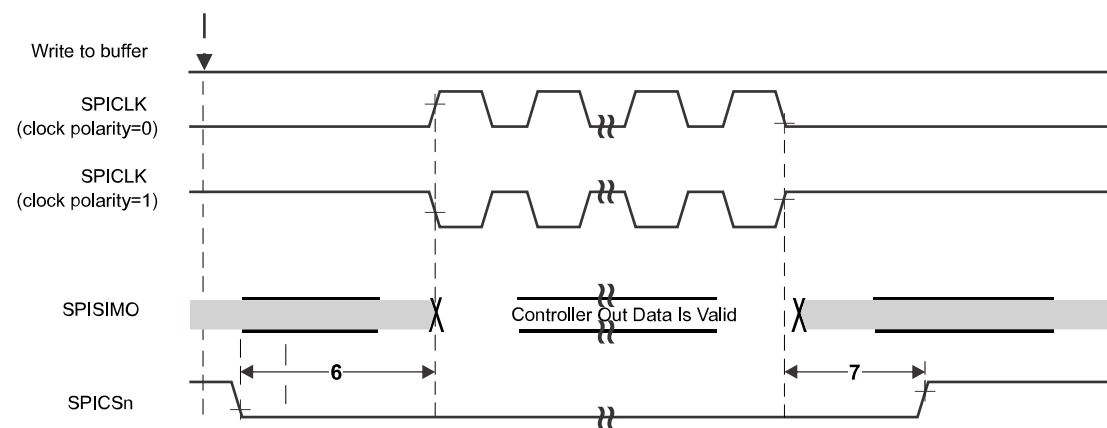 Write to buffer
SPICLK
(clock polarity=0)
SPICLK
(clock polarity=1)
SPISIMO
Controller Out Data Is Valid
6
7
SPICSn